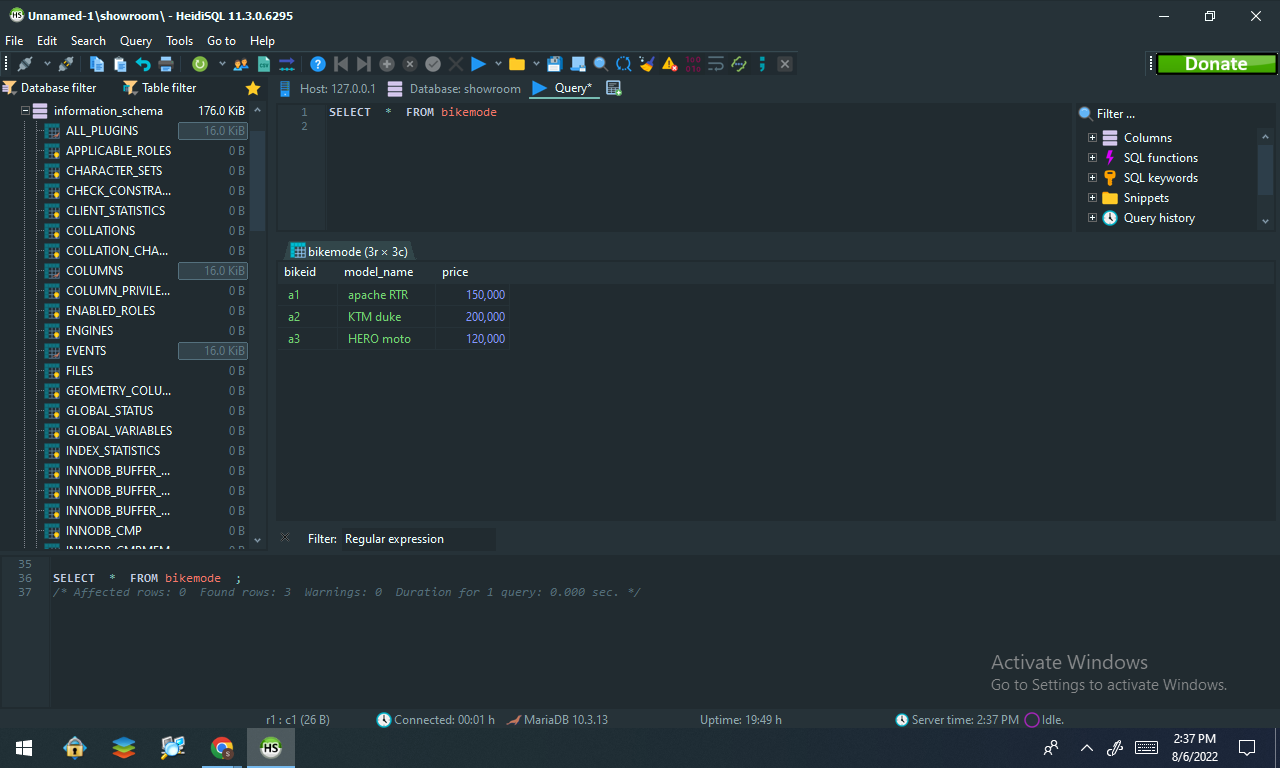 Unnamed-1\showroom\ - HeidiSQL 11.3.0.6295
File Edit Search Query Tools Go to Help
Donate
Database filter Table filter Host: 127.0.0.1 Database: showroom Query*
information_schema 176.0 KiB
ALL_PLUGINS 16.0 KiB
APPLICABLE_ROLES 0 B
CHARACTER_SETS 0 B
CHECK_CONSTRA... 0 B
CLIENT_STATISTICS 0 B
COLLATIONS 0 B
COLLATION_CHA... 0 B
COLUMNS 16.0 KiB
COLUMN_PRIVILE... 0 B
ENABLED_ROLES 0 B
ENGINES 0 B
EVENTS 16.0 KiB
FILES 0 B
GEOMETRY_COLU... 0 B
GLOBAL_STATUS 0 B
GLOBAL_VARIABLES 0 B
INDEX_STATISTICS 0 B
INNODB_BUFFER_... 0 B
INNODB_BUFFER_... 0 B
INNODB_BUFFER_... 0 B
INNODB_CMP 0 B
INNODB_CMPMEM 0 B
1 SELECT * FROM bikemode
2
Filter ...
Columns
SQL functions
SQL keywords
Snippets
Query history
bikemode (3r × 3c)
bikeid model_name price
a1 apache RTR 150,000
a2 KTM duke 200,000
a3 HERO moto 120,000
Filter: Regular expression
35
36 SELECT * FROM bikemode ;
37 /* Affected rows: 0 Found rows: 3 Warnings: 0 Duration for 1 query: 0.000 sec. */
Activate Windows
Go to Settings to activate Windows.
r1 : c1 (26 B) Connected: 00:01 h MariaDB 10.3.13 Uptime: 19:49 h Server time: 2:37 PM Idle.
HS
2:37 PM
8/6/2022